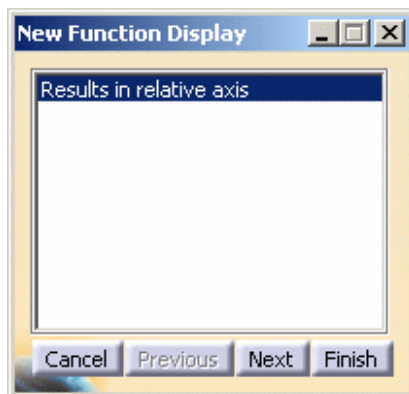 New Function Display
Results in relative axis
Cancel Previous Next Finish